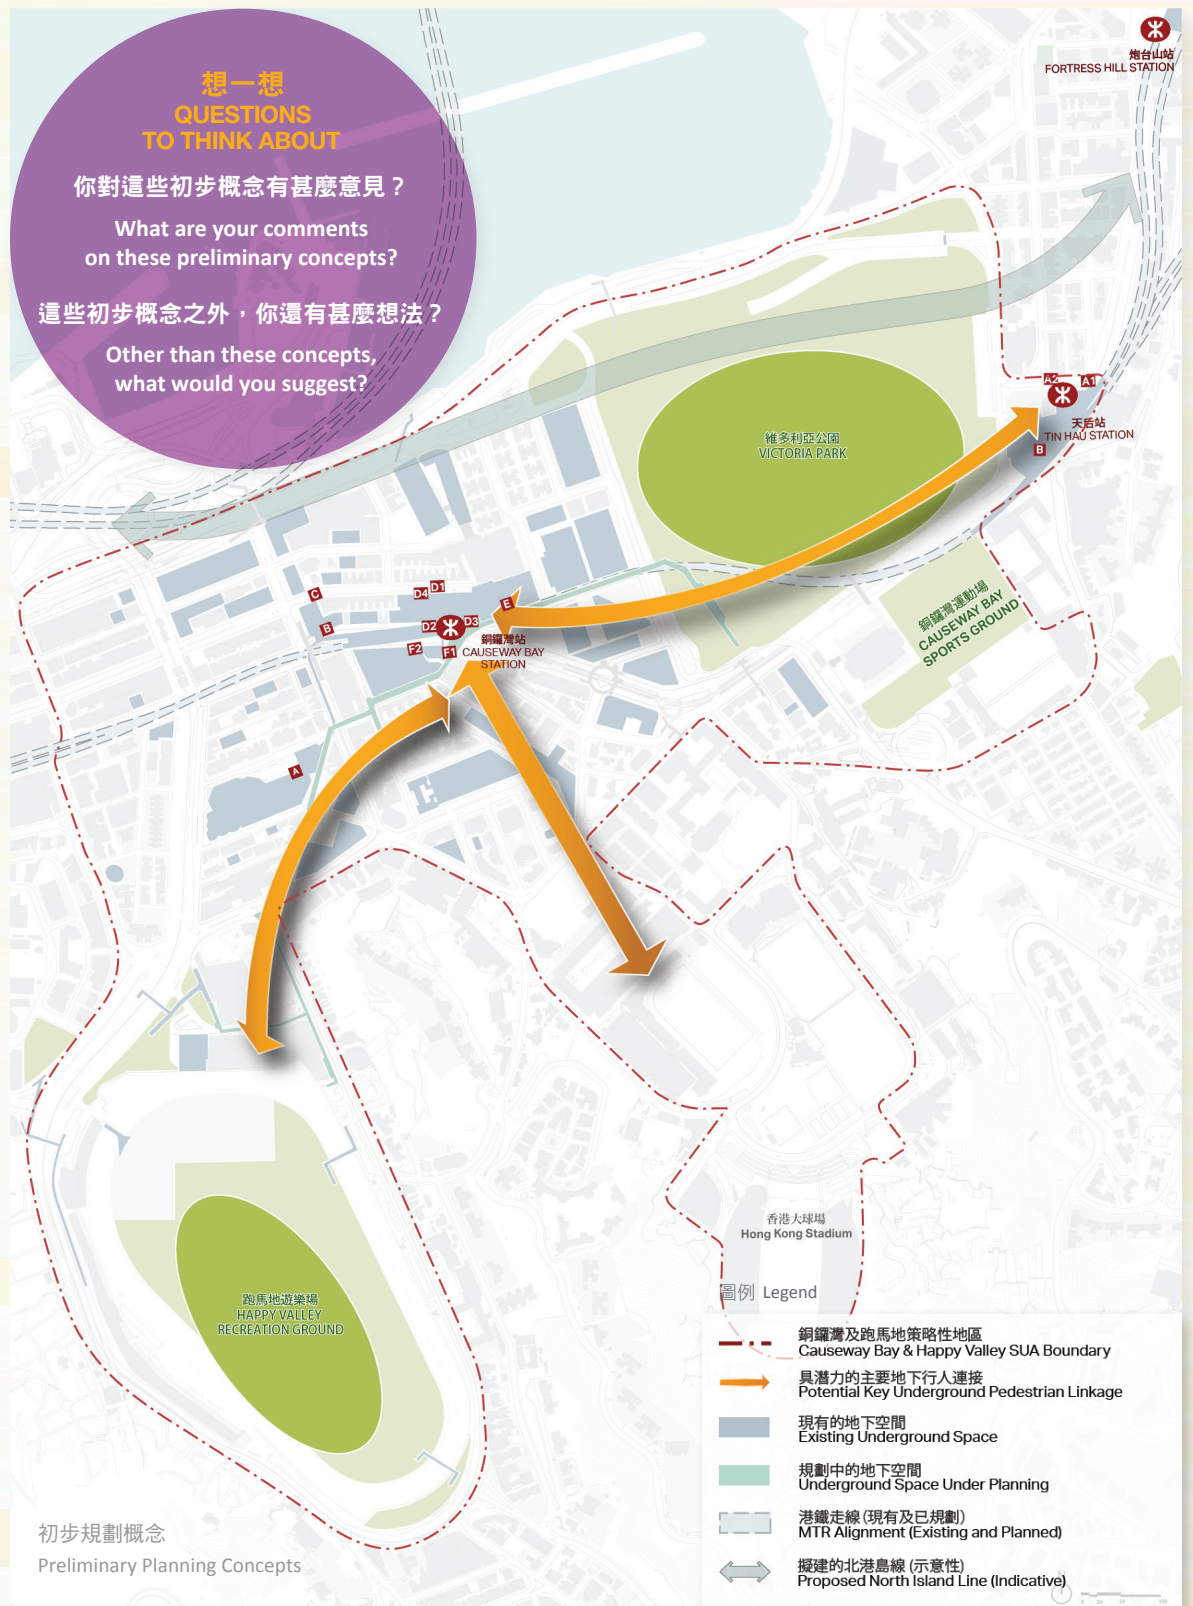 想一想
QUESTIONS
TO THINK ABOUT
你對這些初步概念有甚麼意見？
What are your comments
on these preliminary concepts?
這些初步概念之外，你還有甚麼想法？
Other than these concepts,
what would you suggest?
炮台山站
FORTRESS HILL STATION
A2
A1
天后站
TIN HAU STATION
B
維多利亞公園
VICTORIA PARK
銅鑼灣運動場
CAUSEWAY BAY
SPORTS GROUND
C
D4
D1
E
B
D2
D3
F2
F1
銅鑼灣站
CAUSEWAY BAY
STATION
A
香港大球場
Hong Kong Stadium
跑馬地遊樂場
HAPPY VALLEY
RECREATION GROUND
圖例 Legend
銅鑼灣及跑馬地策略性地區
Causeway Bay & Happy Valley SUA Boundary
具潛力的主要地下行人連接
Potential Key Underground Pedestrian Linkage
現有的地下空間
Existing Underground Space
規劃中的地下空間
Underground Space Under Planning
港鐵走線 (現有及已規劃)
MTR Alignment (Existing and Planned)
擬建的北港島線 (示意性)
Proposed North Island Line (Indicative)
初步規劃概念
Preliminary Planning Concepts